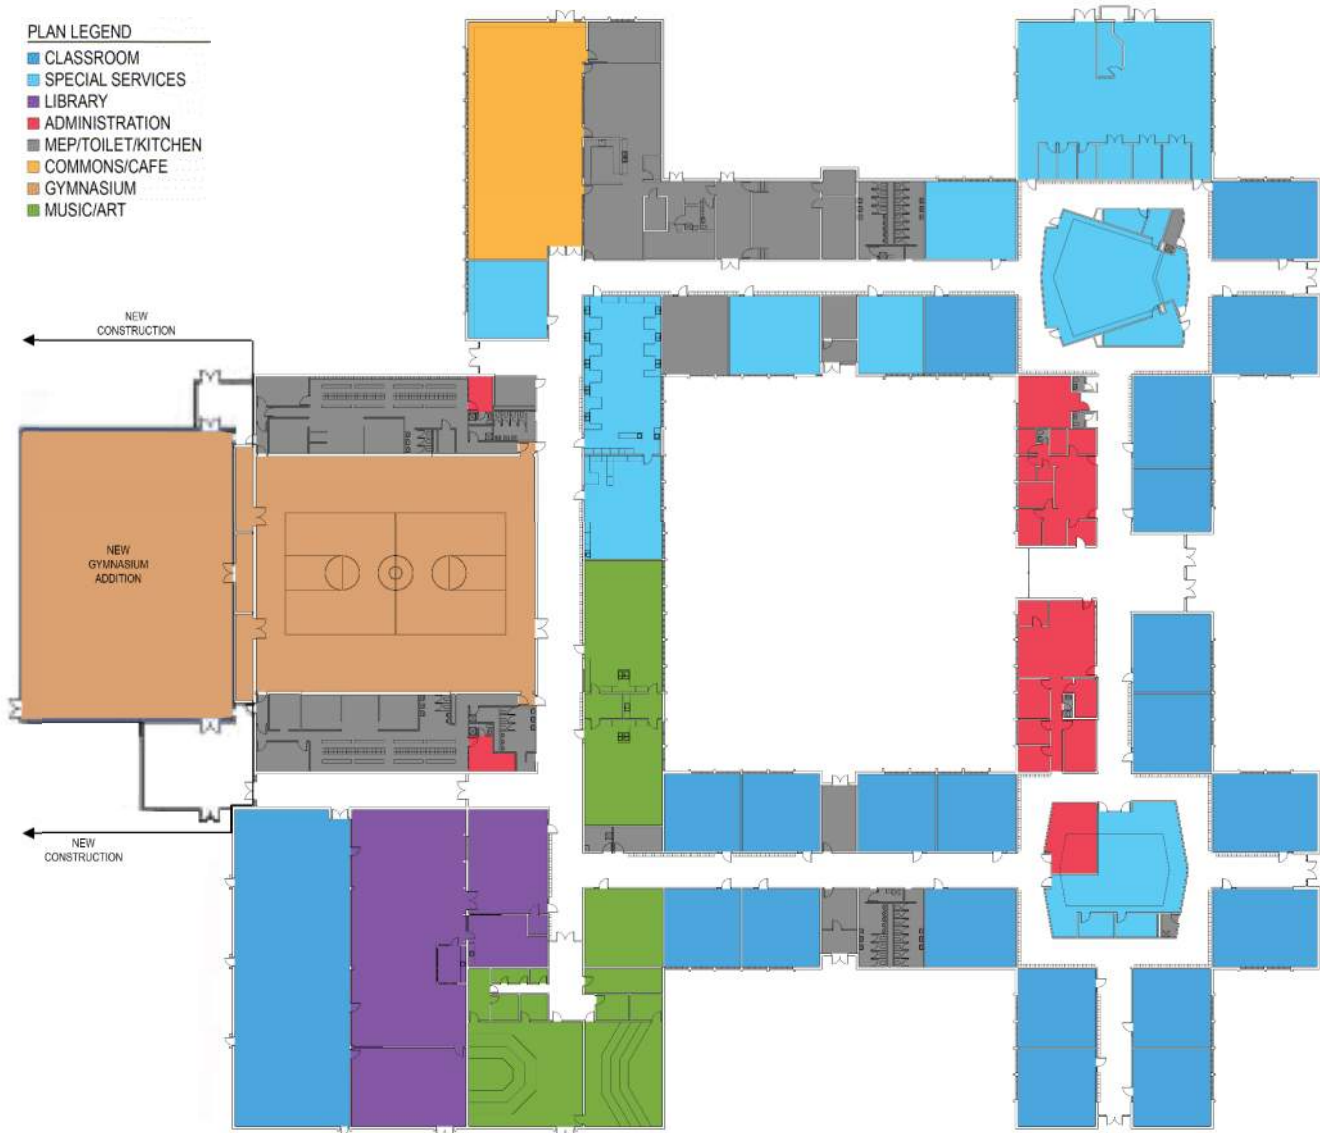 PLAN LEGEND
CLASSROOM
SPECIAL SERVICES
LIBRARY
ADMINISTRATION
MEP/TOILET/KITCHEN
COMMONS/CAFE
GYMNASIUM
MUSIC/ART
NEW
CONSTRUCTION
NEW
GYMNASIUM
ADDITION
NEW
CONSTRUCTION